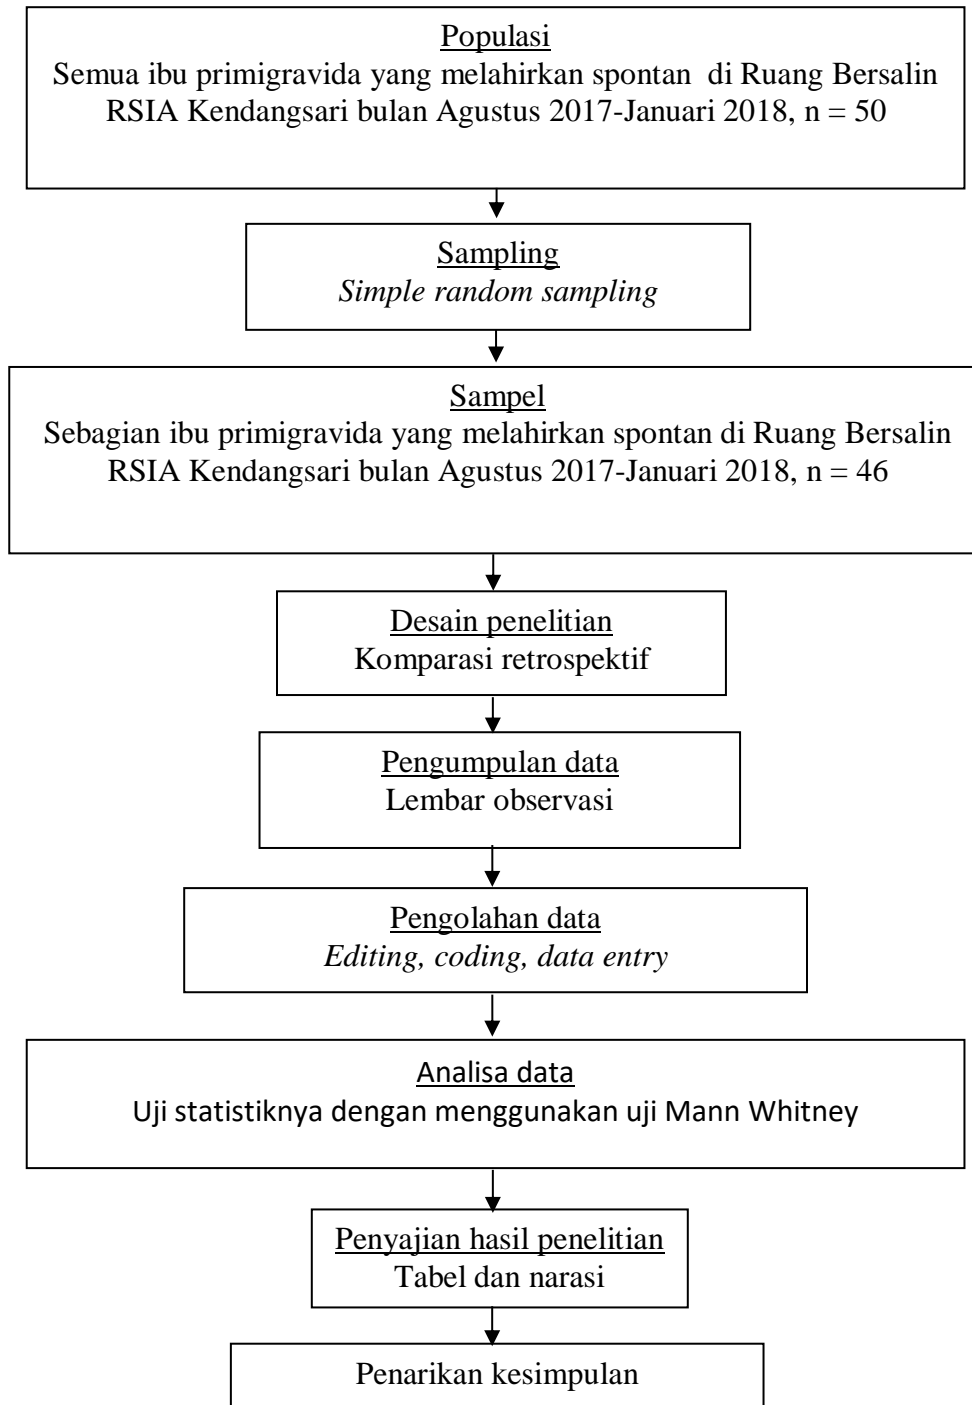 Populasi
Semua ibu primigravida yang melahirkan spontan di Ruang Bersalin
RSIA Kendangsari bulan Agustus 2017-Januari 2018, n = 50
Sampling
Simple random sampling
Sampel
Sebagian ibu primigravida yang melahirkan spontan di Ruang Bersalin
RSIA Kendangsari bulan Agustus 2017-Januari 2018, n = 46
Desain penelitian
Komparasi retrospektif
Pengumpulan data
Lembar observasi
Pengolahan data
Editing, coding, data entry
Analisa data
Uji statistiknya dengan menggunakan uji Mann Whitney
Penyajian hasil penelitian
Tabel dan narasi
Penarikan kesimpulan